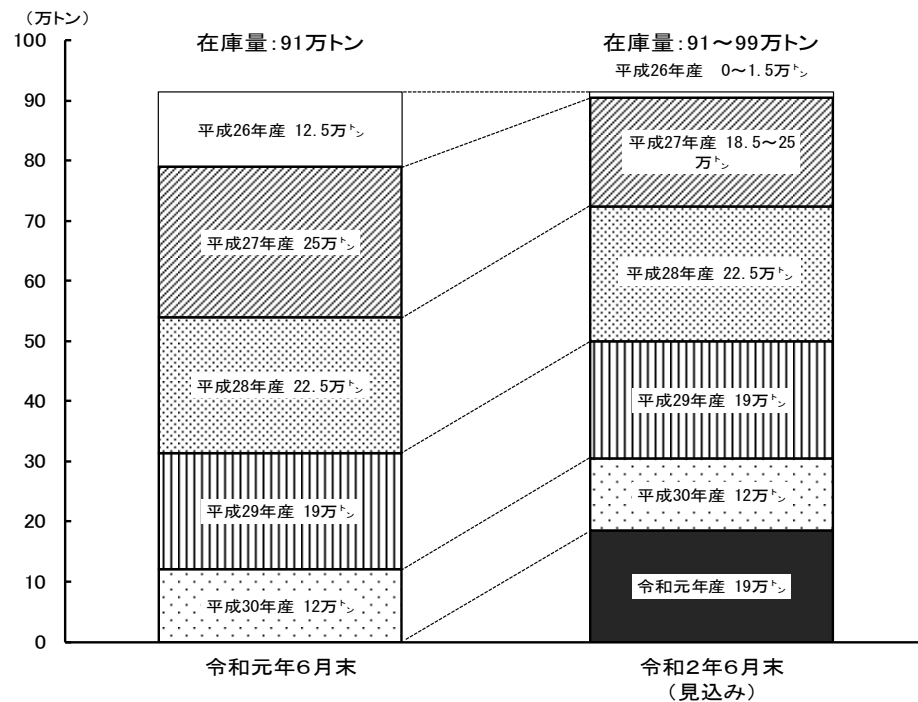 （万トン）
100
90
80
70
60
50
40
30
20
10
0
在庫量：91万トン
平成26年産 12.5万㌧
平成27年産 25万㌧
平成28年産 22.5万㌧
平成29年産 19万㌧
平成30年産 12万㌧
令和元年６月末
在庫量：91～99万トン
平成26年産　0～1.5万㌧
平成27年産 18.5～25
万㌧
平成28年産 22.5万㌧
平成29年産 19万㌧
平成30年産 12万㌧
令和元年産 19万㌧
令和２年６月末
（見込み）